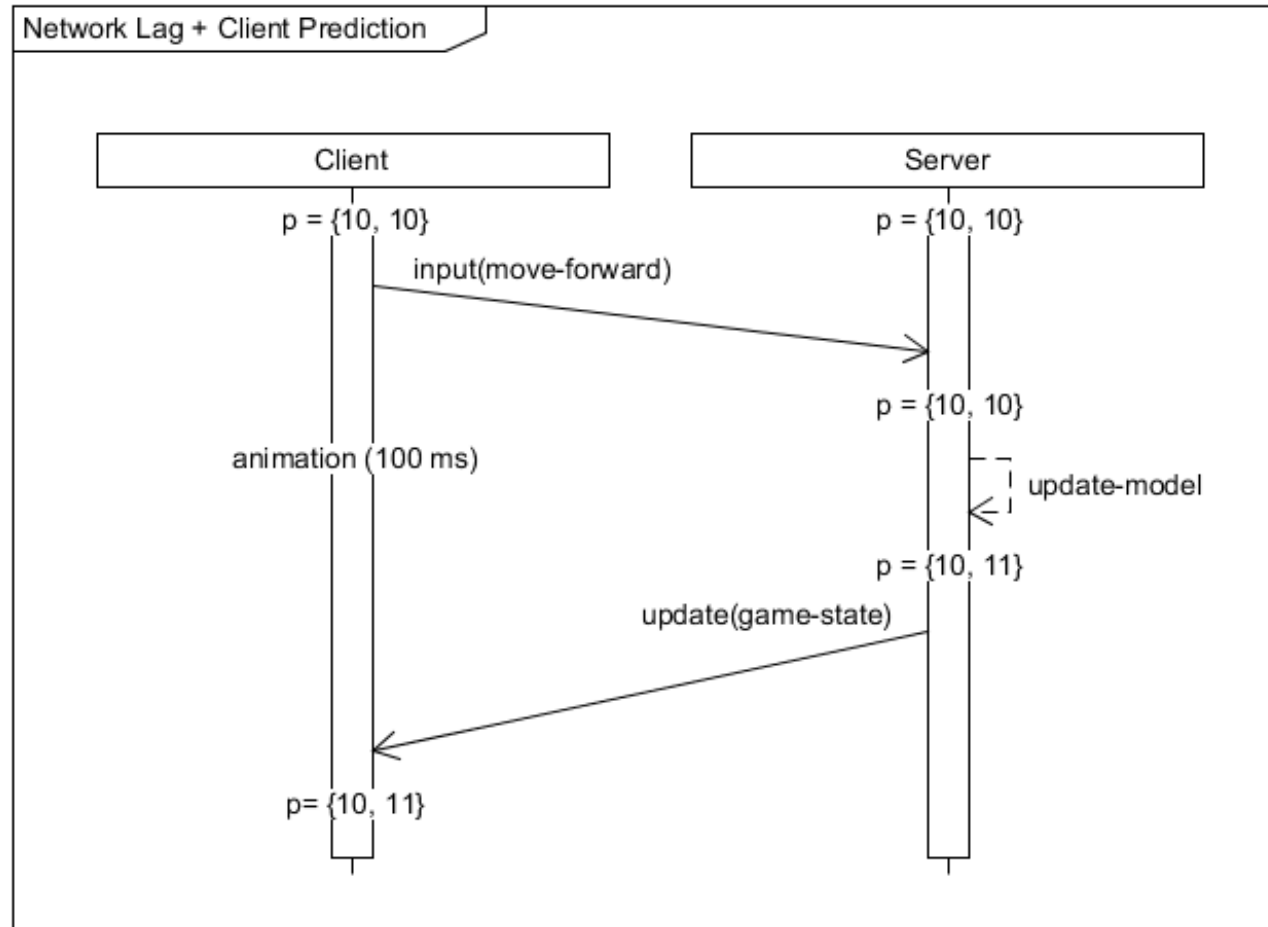 Network Lag + Client Prediction
Client
Server
p = {10, 10}
p = {10, 10}
input(move-forward)
p = {10, 10}
animation (100 ms)
update-model
p = {10, 11}
update(game-state)
p= {10, 11}